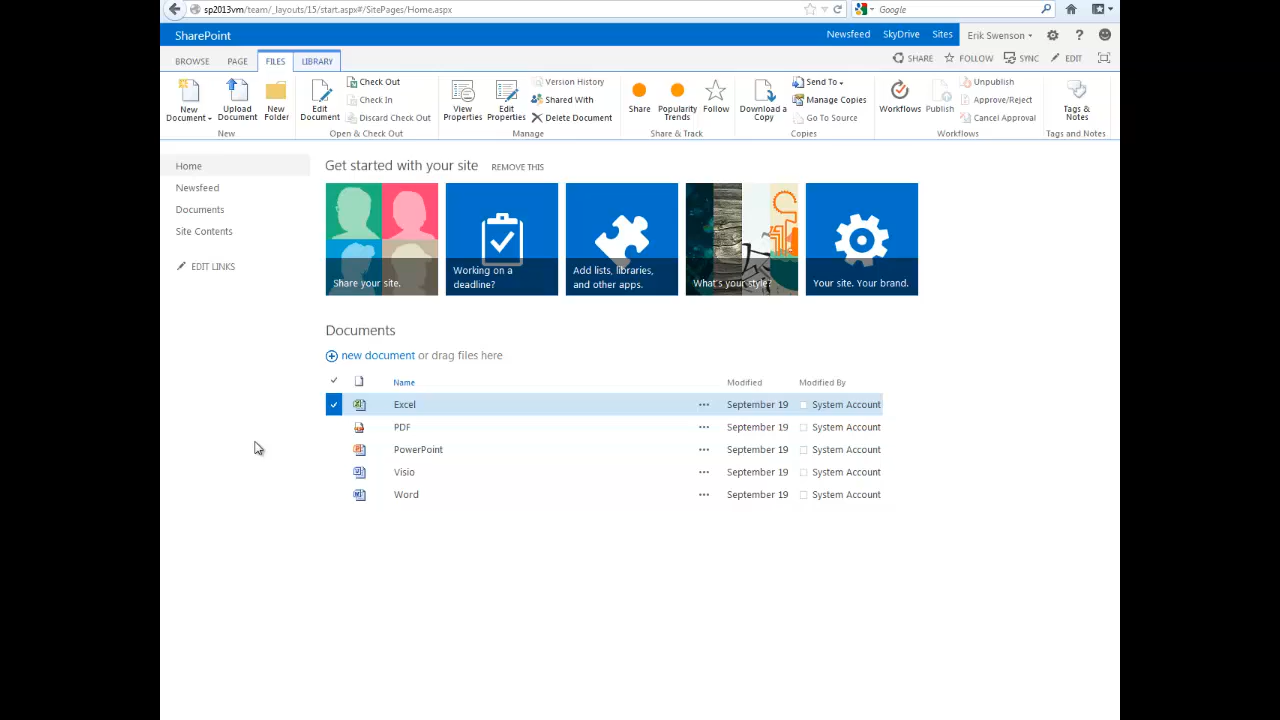 sp2013vm/team/_layouts/15/start.aspx#/SitePages/Home.aspx
Google
SharePoint
Newsfeed SkyDrive Sites Erik Swenson ?
BROWSE PAGE FILES LIBRARY
SHARE FOLLOW SYNC EDIT
New Document
Upload Document
New Folder
New
Edit Document
Check Out
Check In
Discard Check Out
Open & Check Out
View Properties
Edit Properties
Version History
Shared With
Delete Document
Manage
Share
Popularity Trends
Follow
Share & Track
Download a Copy
Send To
Manage Copies
Go To Source
Copies
Workflows
Publish
Unpublish
Approve/Reject
Cancel Approval
Workflows
Tags & Notes
Tags and Notes
Home
Newsfeed
Documents
Site Contents
EDIT LINKS
Get started with your site REMOVE THIS
Share your site.
Working on a
deadline?
Add lists, libraries,
and other apps.
What's your style?
Your site. Your brand.
Documents
new document or drag files here
Name Modified Modified By
Excel ... September 19 System Account
PDF ... September 19 System Account
PowerPoint ... September 19 System Account
Visio ... September 19 System Account
Word ... September 19 System Account